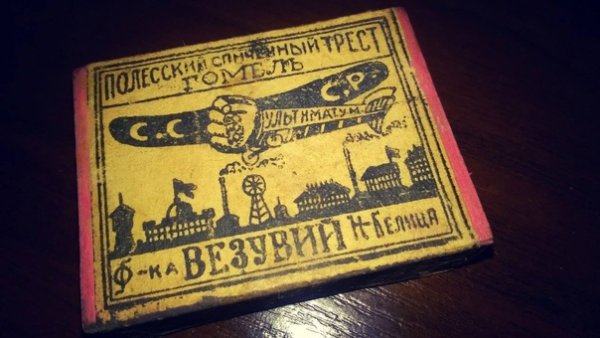 ПОЛЕССКИЙ СПИЧЕЧНЫЙ ТРЕСТ
ГОМЕЛЬ
С.С С.Р.
УЛЬТИМАТУМ
Ф-КА ВЕЗУВИЙ Н-БЕЛИЦА